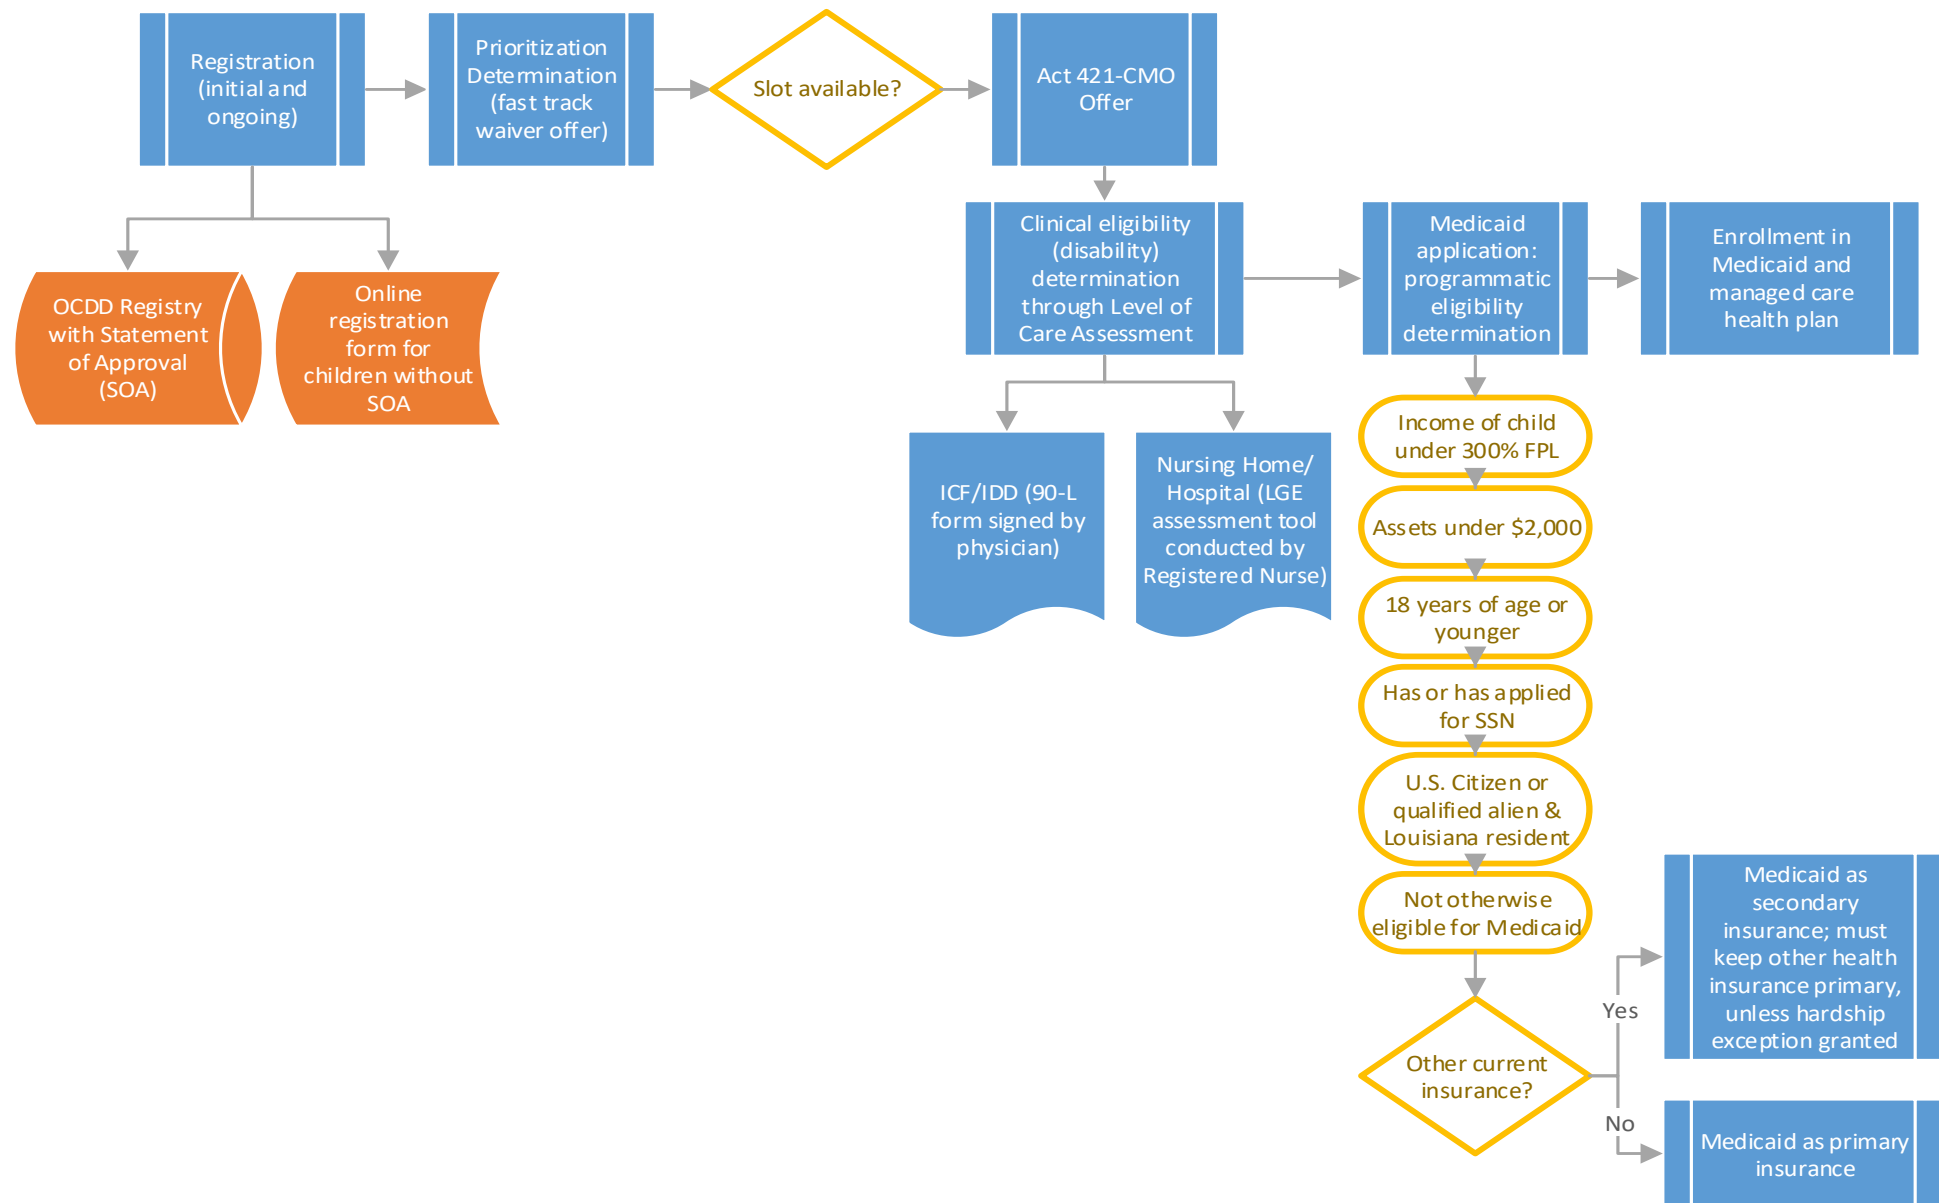 Registration
(initial and
ongoing)
Prioritization
Determination
(fast track
waiver offer)
Slot available?
Act 421-CMO
Offer
OCDD Registry
with Statement
of Approval
(SOA)
Online
registration
form for
children without
SOA
Clinical eligibility
(disability)
determination
through Level of
Care Assessment
Medicaid
application:
programmatic
eligibility
determination
Enrollment in
Medicaid and
managed care
health plan
ICF/IDD (90-L
form signed by
physician)
Nursing Home/
Hospital (LGE
assessment tool
conducted by
Registered Nurse)
Income of child
under 300% FPL
Assets under $2,000
18 years of age or
younger
Has or has applied
for SSN
U.S. Citizen or
qualified alien &
Louisiana resident
Not otherwise
eligible for Medicaid
Other current
insurance?
Yes
Medicaid as
secondary
insurance; must
keep other health
insurance primary,
unless hardship
exception granted
No
Medicaid as primary
insurance